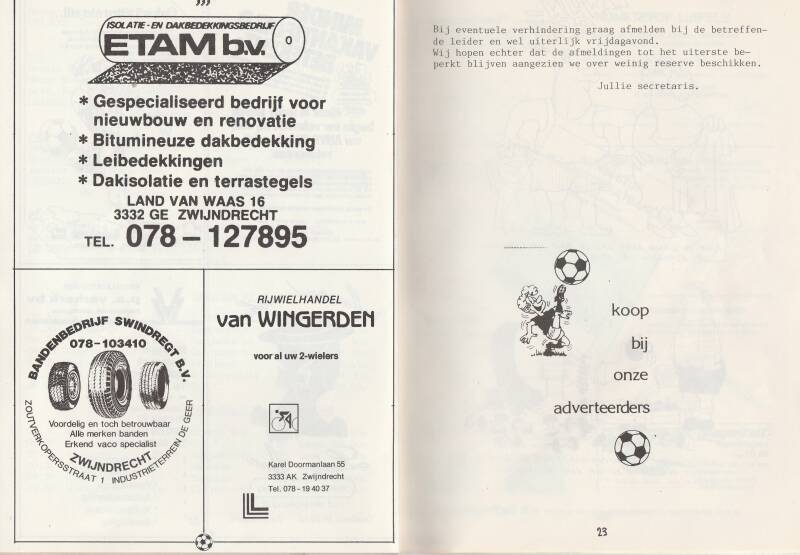 ISOLATIE - EN DAKBEDEKKINGSBEDRIJF
ETAM b.v.
* Gespecialiseerd bedrijf voor
nieuwbouw en renovatie
* Bitumineuze dakbedekking
* Leibedekkingen
* Dakisolatie en terrastegels
LAND VAN WAAS 16
3332 GE ZWIJNDRECHT
TEL. 078 – 127895
BANDENBEDRIJF SWINDREGT B.V.
078-103410
Voordelig en toch betrouwbaar
Alle merken banden
Erkend vaco specialist
ZWIJNDRECHT
ZOUTVERKOPERSSTRAAT 1 INDUSTRIETERREIN DE GEER
RIJWIELHANDEL
van WINGERDEN
voor al uw 2-wielers
Karel Doormanlaan 55
3333 AK Zwijndrecht
Tel. 078 - 19 40 37
Bij eventuele verhindering graag afmelden bij de betreffen-
de leider en wel uiterlijk vrijdagavond.
Wij hopen echter dat de afmeldingen tot het uiterste be-
perkt blijven aangezien we over weinig reserve beschikken.
Jullie secretaris.
koop
bij
onze
adverteerders
23